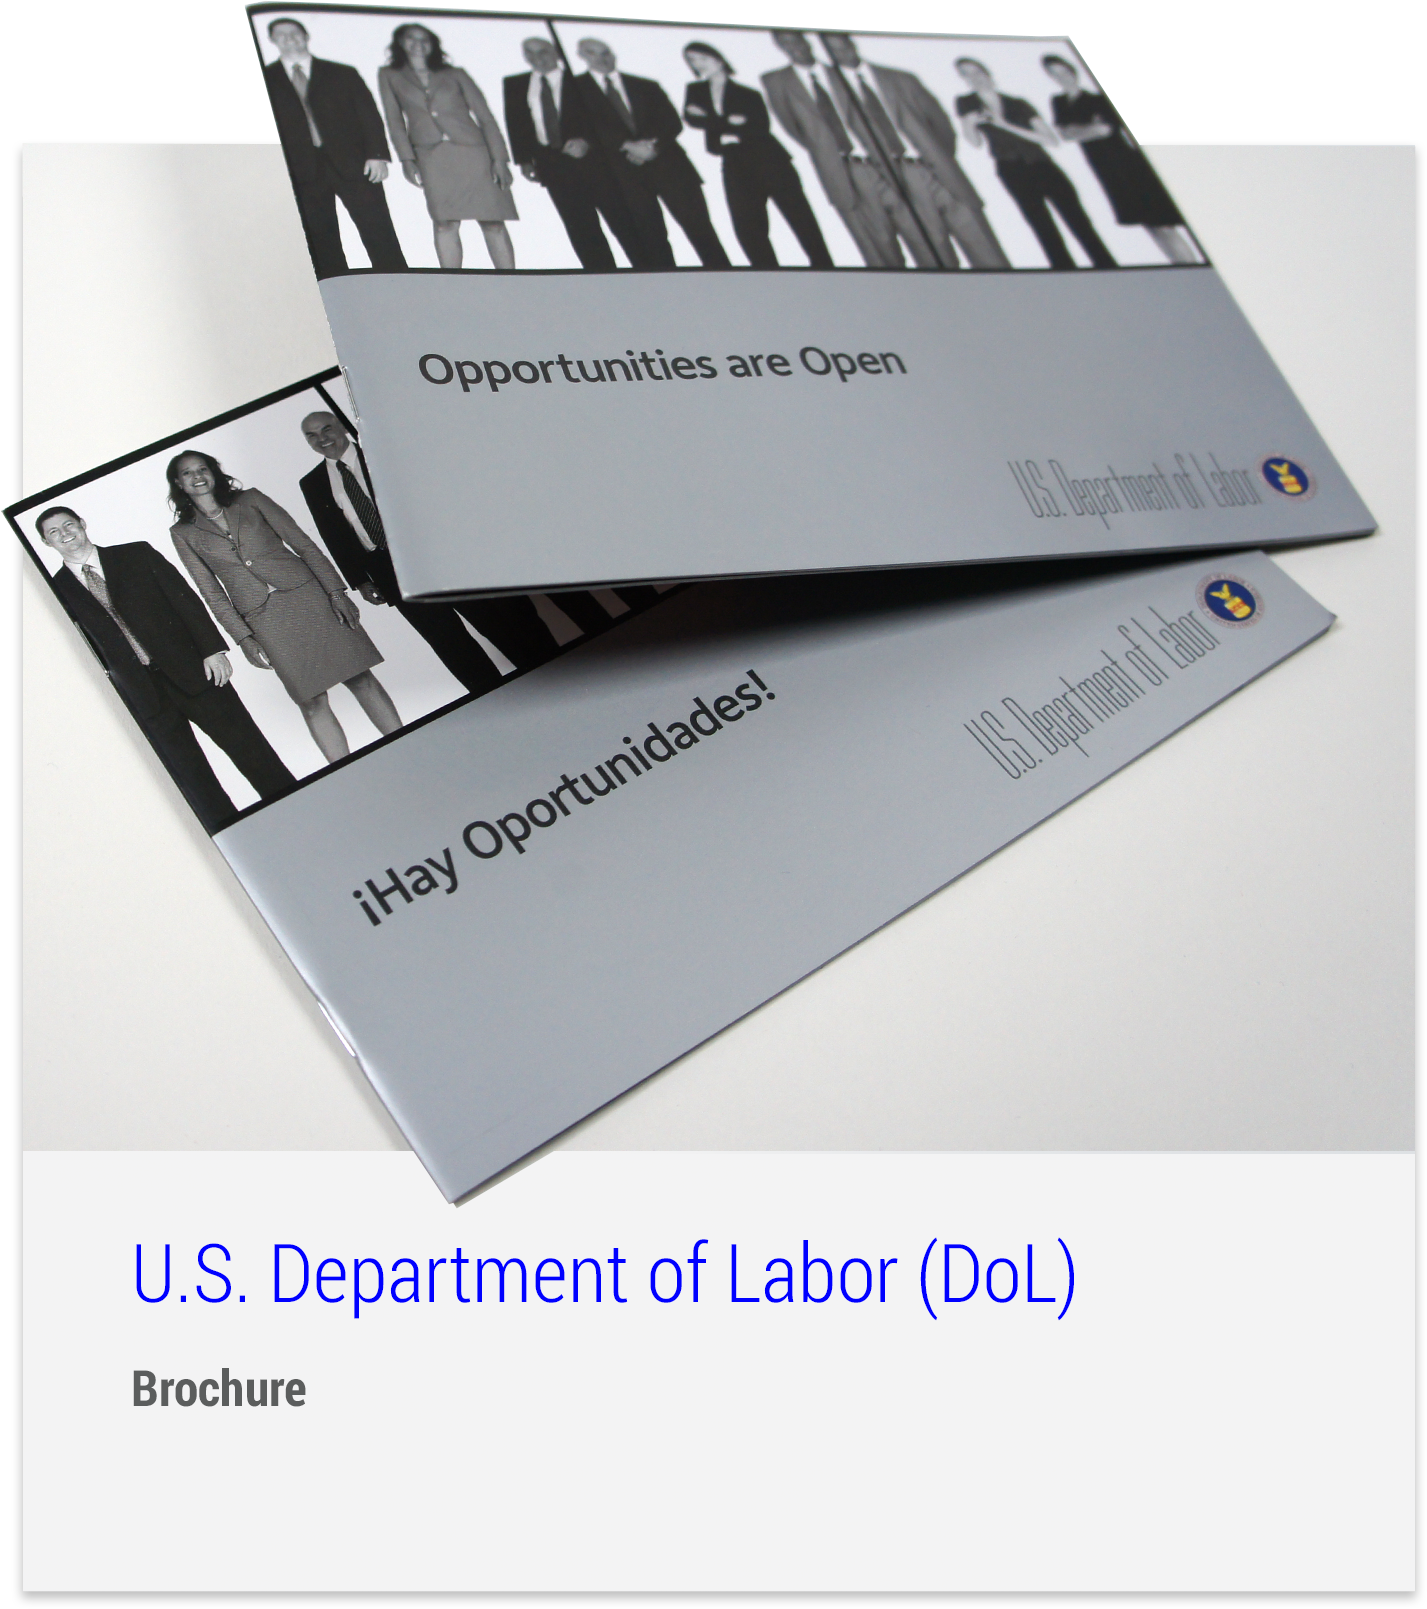 Opportunities are Open
U.S. Department of Labor
¡Hay Oportunidades!
U.S. Department of Labor
U.S. Department of Labor (DoL)
Brochure